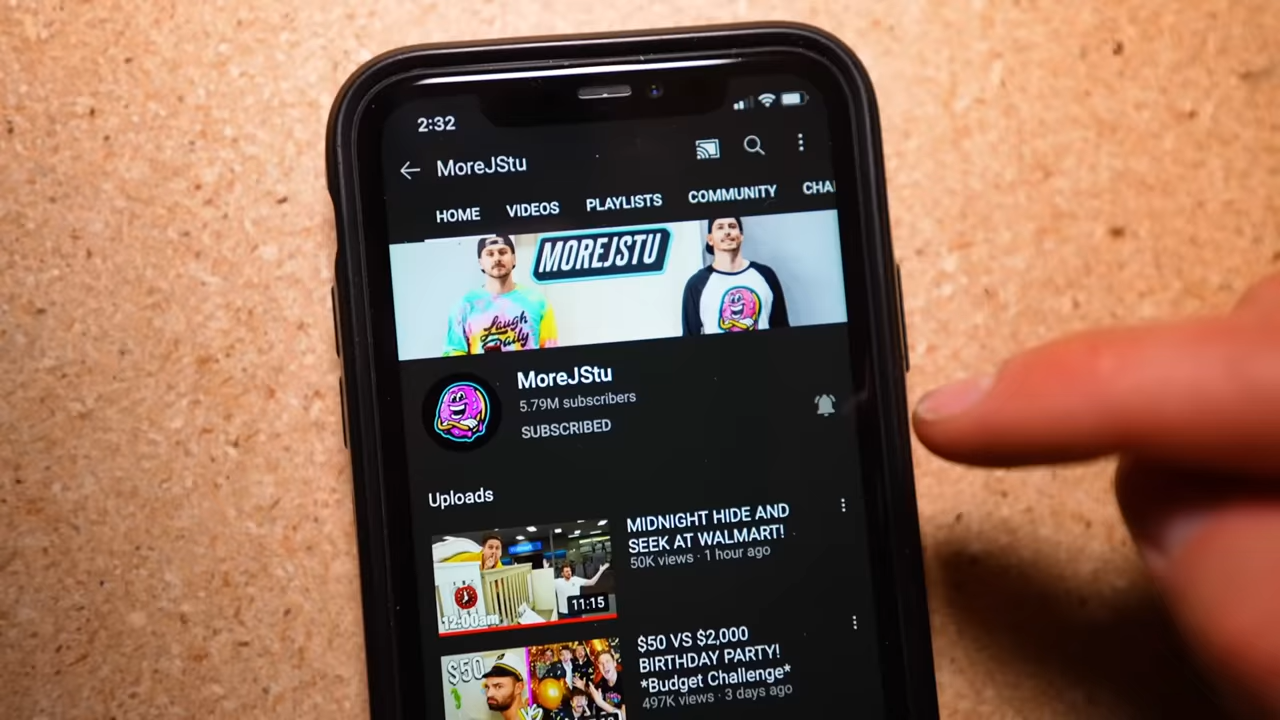 2:32
MoreJStu
HOME VIDEOS PLAYLISTS COMMUNITY CHA
MOREJSTU
Laugh
Daily
MoreJStu
5.79M subscribers
SUBSCRIBED
Uploads
MIDNIGHT HIDE AND
SEEK AT WALMART!
50K views · 1 hour ago
12:00am
11:15
$50 VS $2,000
BIRTHDAY PARTY!
*Budget Challenge*
497K views · 3 days ago
$50